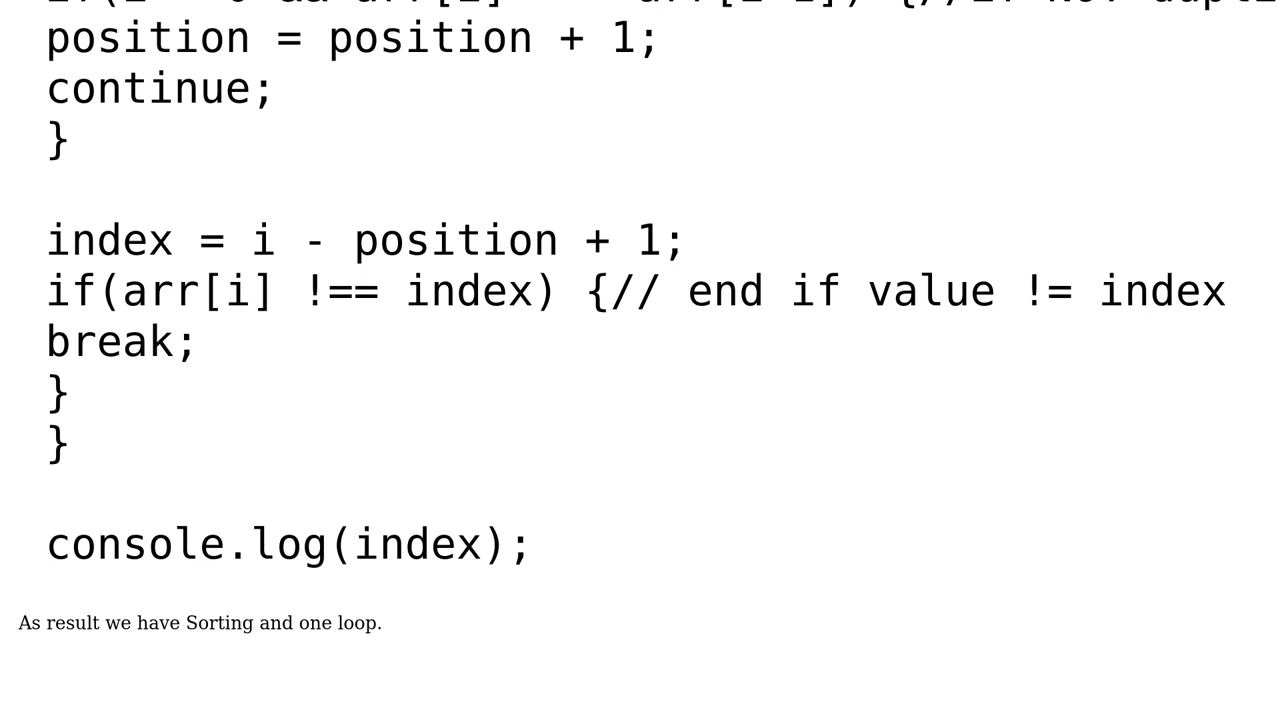 position = position + 1;
continue;
}
index = i - position + 1;
if(arr[i] !== index) {// end if value != index
break;
}
}
console.log(index);
As result we have Sorting and one loop.